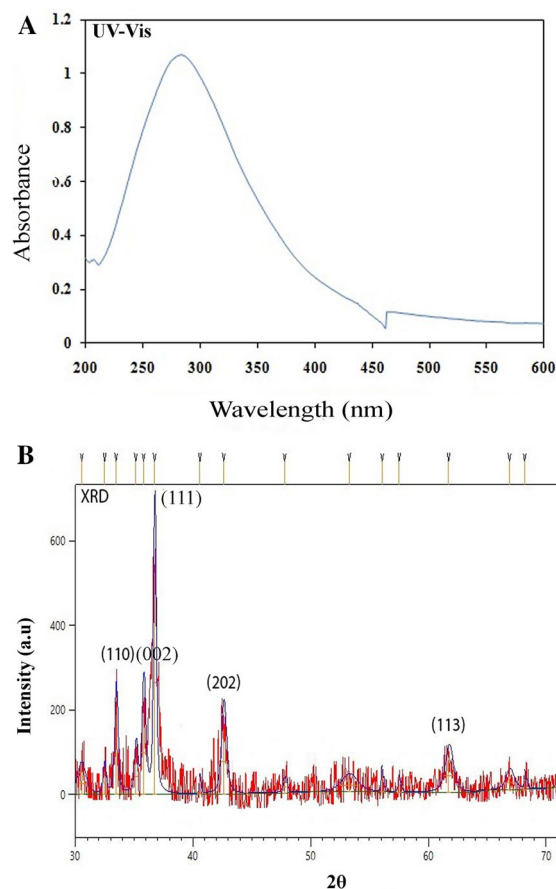 A
UV-Vis
1.2
1
0.8
0.6
0.4
0.2
0
Absorbance
200 250 300 350 400 450 500 550 600
Wavelength (nm)
B
XRD
(111)
600
(110) (002)
400
(202)
200
(113)
0
Intensity (a.u)
30 40 50 60 70
2θ